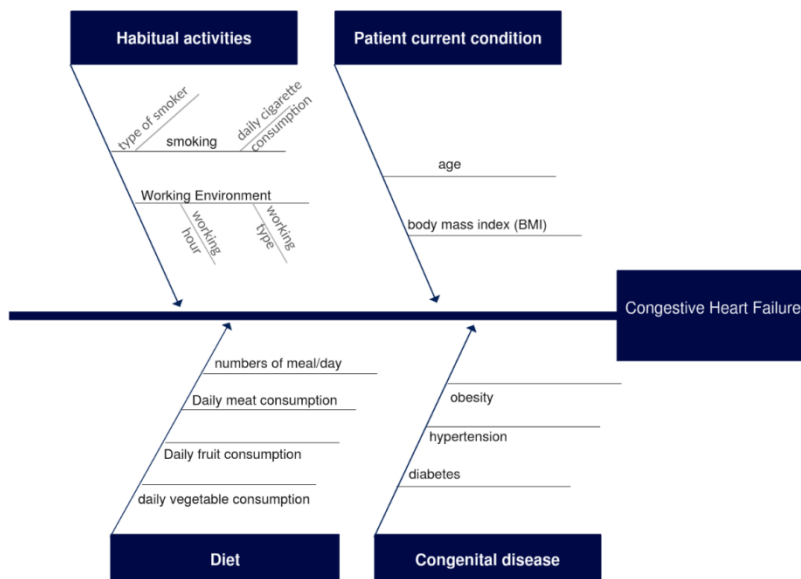 Habitual activities
Patient current condition
type of smoker
daily cigarette
consumption
smoking
age
Working Environment
working
hour
working
type
body mass index (BMI)
Congestive Heart Failure
numbers of meal/day
Daily meat consumption
obesity
hypertension
Daily fruit consumption
diabetes
daily vegetable consumption
Diet
Congenital disease